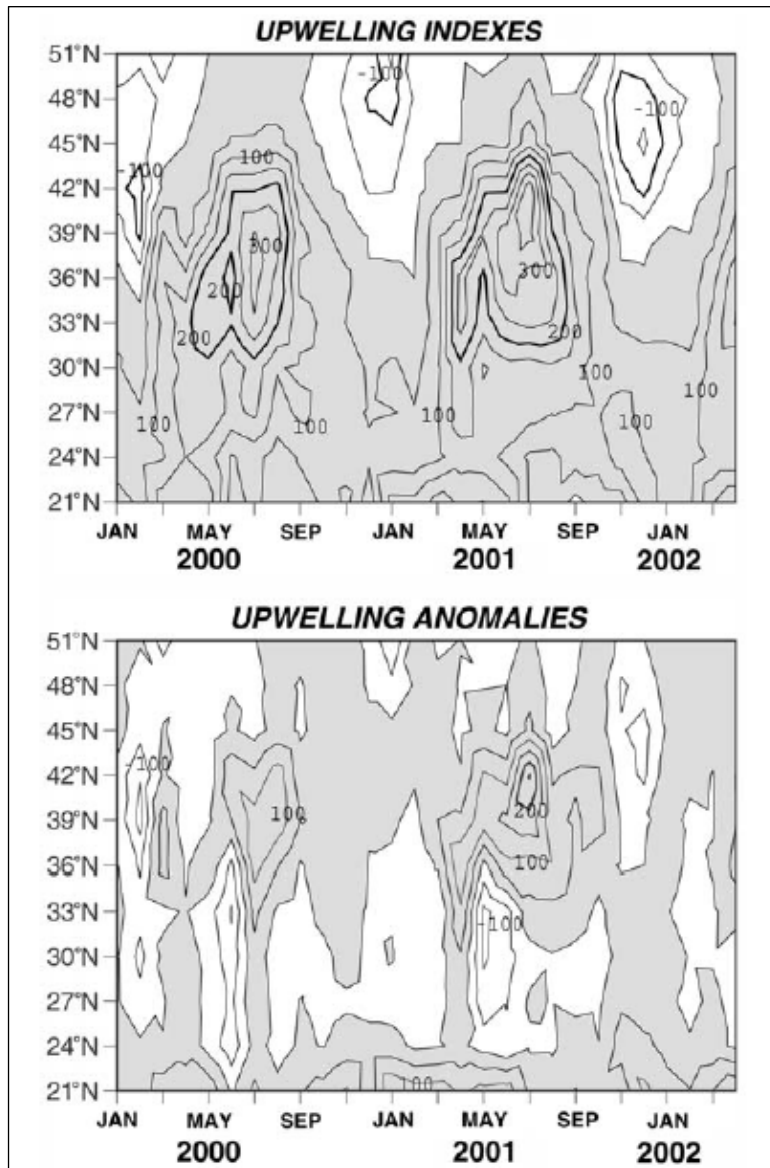 UPWELLING INDEXES
51°N
-100
48°N
-100
45°N
100
-100
42°N
39°N
300
300
36°N
200
33°N
200
200
30°N
100
27°N
100
100
100
100
100
24°N
21°N
JAN MAY SEP JAN MAY SEP JAN
2000 2001 2002
UPWELLING ANOMALIES
51°N
48°N
45°N
-100
42°N
39°N
100
200
36°N
100
33°N
-100
30°N
27°N
24°N
21°N
100
JAN MAY SEP JAN MAY SEP JAN
2000 2001 2002